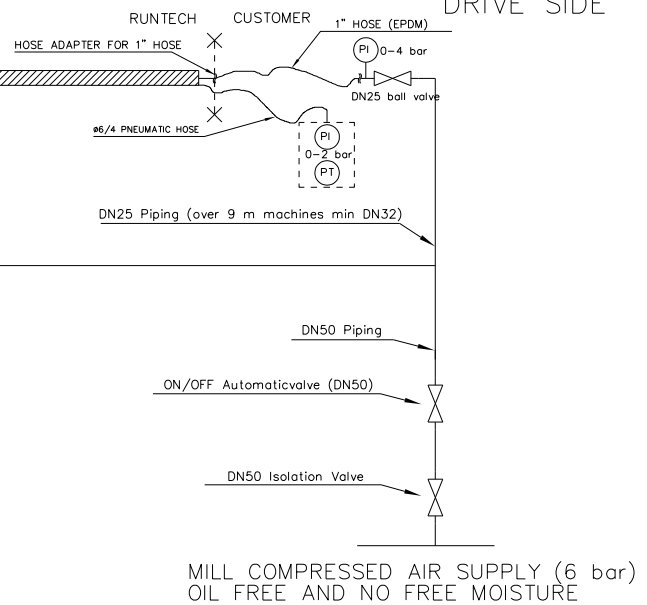 DRIVE SIDE
RUNTECH
CUSTOMER
1" HOSE (EPDM)
HOSE ADAPTER FOR 1" HOSE
PI
0-4 bar
DN25 ball valve
ø6/4 PNEUMATIC HOSE
PI
0-2 bar
PT
DN25 Piping (over 9 m machines min DN32)
DN50 Piping
ON/OFF Automaticvalve (DN50)
DN50 Isolation Valve
MILL COMPRESSED AIR SUPPLY (6 bar)
OIL FREE AND NO FREE MOISTURE